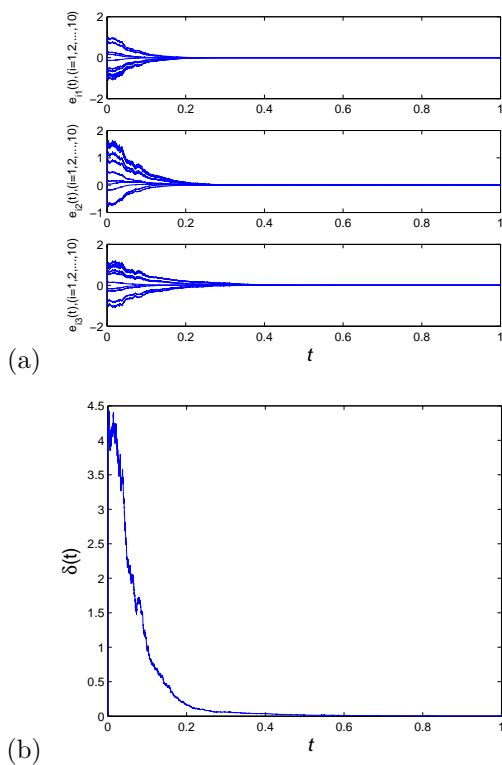 2
0
−2
e_{i1}(t),(i=1,2,...,10)
0 0.2 0.4 0.6 0.8 1
2
1
0
−1
e_{i2}(t),(i=1,2,...,10)
0 0.2 0.4 0.6 0.8 1
2
0
−2
e_{i3}(t),(i=1,2,...,10)
0 0.2 0.4 0.6 0.8 1
t
(a)
4.5
4
3.5
3
2.5
2
1.5
1
0.5
0
δ(t)
0 0.2 0.4 0.6 0.8 1
t
(b)